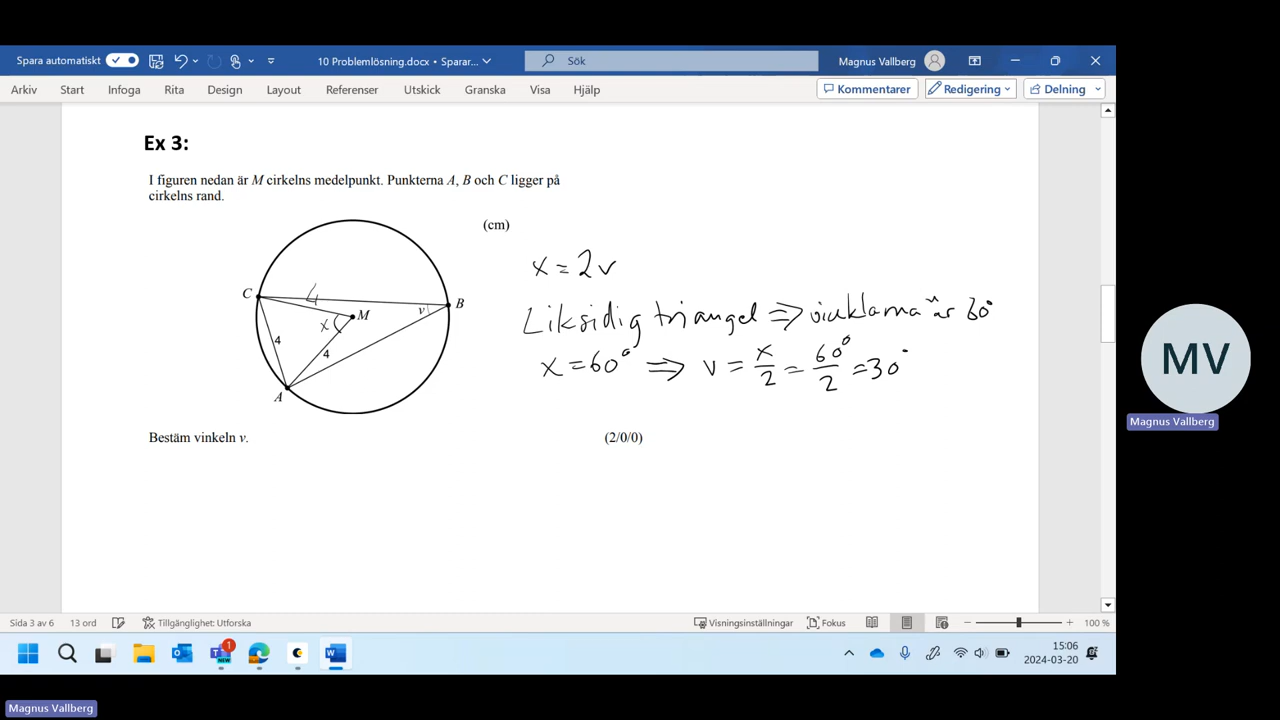 Spara automatiskt
10 Problemlösning.docx • Sparar...
Sök
Magnus Vallberg
Arkiv Start Infoga Rita Design Layout Referenser Utskick Granska Visa Hjälp
Kommentarer Redigering Delning
Ex 3:
I figuren nedan är M cirkelns medelpunkt. Punkterna A, B och C ligger på
cirkelns rand.
(cm)
C
4
B
v
M
x
4
4
A
x = 2v
Liksidig triangel ⇒ vinklarna är 60°
x = 60° ⇒ v = x/2 = 60°/2 = 30°
Bestäm vinkeln v.
(2/0/0)
MV
Magnus Vallberg
Sida 3 av 6 13 ord Tillgänglighet: Utforska Visningsinställningar Fokus 100 %
1
NEW
15:06
2024-03-20
Magnus Vallberg